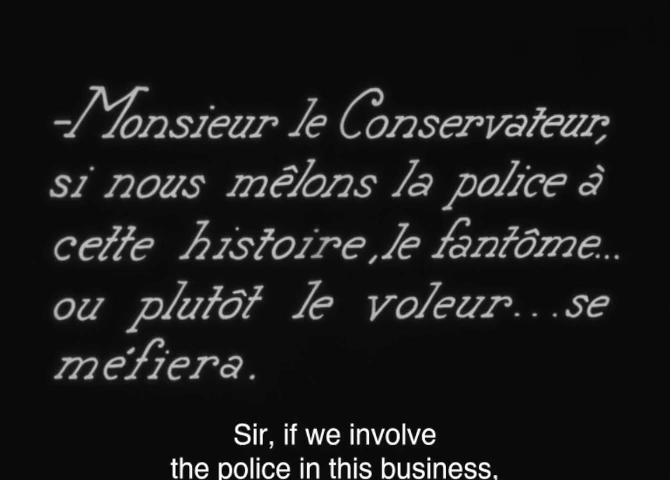 -Monsieur le Conservateur,
si nous mêlons la police à
cette histoire, le fantôme...
ou plutôt le voleur...se
méfiera.
Sir, if we involve
the police in this business,